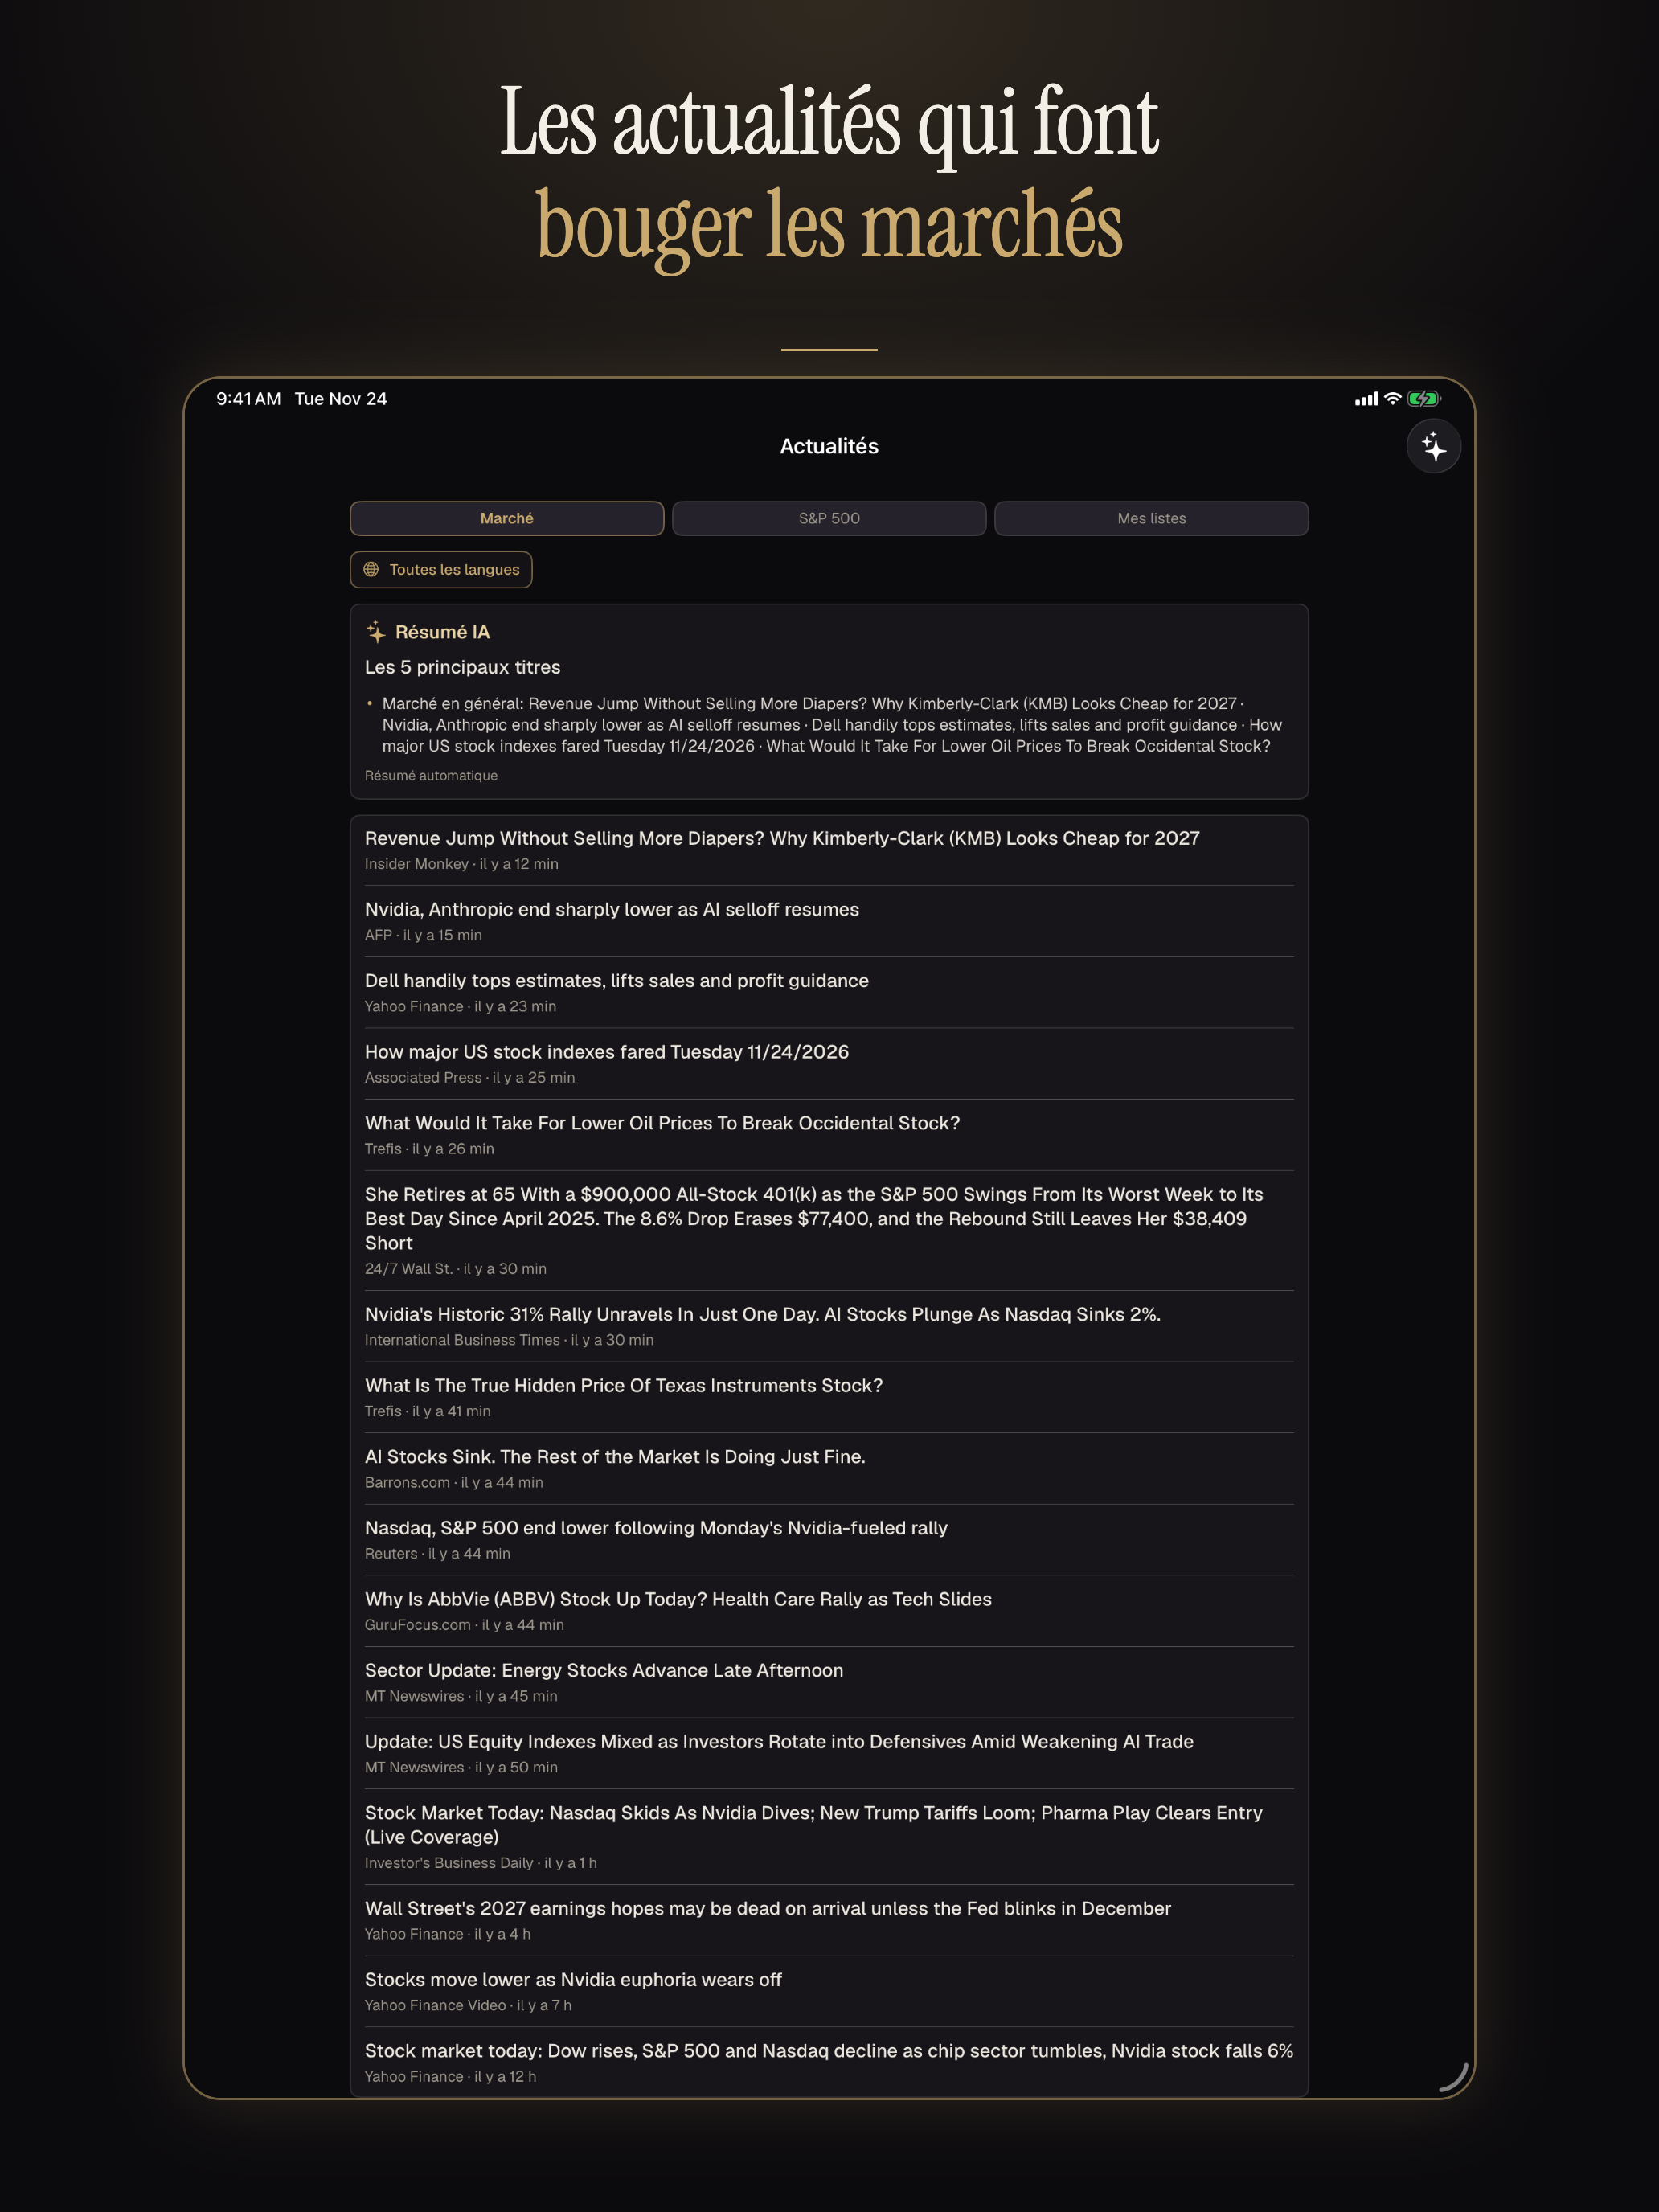 Les actualités qui font
bouger les marchés
9:41 AM Tue Nov 24
Actualités
Marché
S&P 500
Mes listes
Toutes les langues
Résumé IA
Les 5 principaux titres
• Marché en général: Revenue Jump Without Selling More Diapers? Why Kimberly-Clark (KMB) Looks Cheap for 2027 ·
Nvidia, Anthropic end sharply lower as AI selloff resumes · Dell handily tops estimates, lifts sales and profit guidance · How
major US stock indexes fared Tuesday 11/24/2026 · What Would It Take For Lower Oil Prices To Break Occidental Stock?
Résumé automatique
Revenue Jump Without Selling More Diapers? Why Kimberly-Clark (KMB) Looks Cheap for 2027
Insider Monkey · il y a 12 min
Nvidia, Anthropic end sharply lower as AI selloff resumes
AFP · il y a 15 min
Dell handily tops estimates, lifts sales and profit guidance
Yahoo Finance · il y a 23 min
How major US stock indexes fared Tuesday 11/24/2026
Associated Press · il y a 25 min
What Would It Take For Lower Oil Prices To Break Occidental Stock?
Trefis · il y a 26 min
She Retires at 65 With a $900,000 All-Stock 401(k) as the S&P 500 Swings From Its Worst Week to Its
Best Day Since April 2025. The 8.6% Drop Erases $77,400, and the Rebound Still Leaves Her $38,409
Short
24/7 Wall St. · il y a 30 min
Nvidia's Historic 31% Rally Unravels In Just One Day. AI Stocks Plunge As Nasdaq Sinks 2%.
International Business Times · il y a 30 min
What Is The True Hidden Price Of Texas Instruments Stock?
Trefis · il y a 41 min
AI Stocks Sink. The Rest of the Market Is Doing Just Fine.
Barrons.com · il y a 44 min
Nasdaq, S&P 500 end lower following Monday's Nvidia-fueled rally
Reuters · il y a 44 min
Why Is AbbVie (ABBV) Stock Up Today? Health Care Rally as Tech Slides
GuruFocus.com · il y a 44 min
Sector Update: Energy Stocks Advance Late Afternoon
MT Newswires · il y a 45 min
Update: US Equity Indexes Mixed as Investors Rotate into Defensives Amid Weakening AI Trade
MT Newswires · il y a 50 min
Stock Market Today: Nasdaq Skids As Nvidia Dives; New Trump Tariffs Loom; Pharma Play Clears Entry
(Live Coverage)
Investor's Business Daily · il y a 1 h
Wall Street's 2027 earnings hopes may be dead on arrival unless the Fed blinks in December
Yahoo Finance · il y a 4 h
Stocks move lower as Nvidia euphoria wears off
Yahoo Finance Video · il y a 7 h
Stock market today: Dow rises, S&P 500 and Nasdaq decline as chip sector tumbles, Nvidia stock falls 6%
Yahoo Finance · il y a 12 h